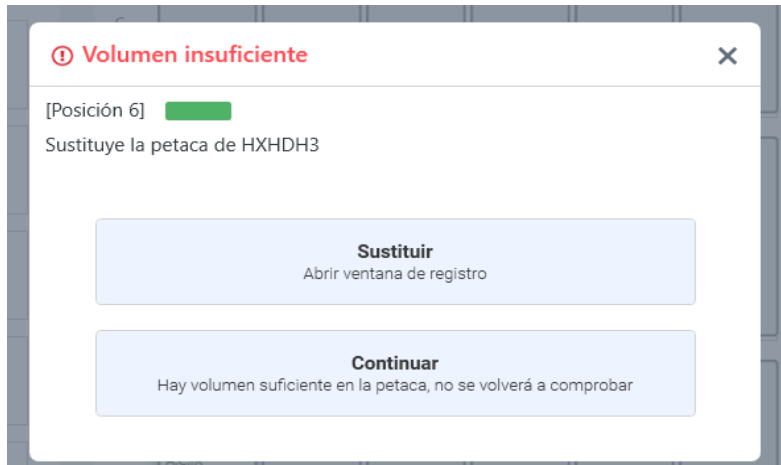 Volumen insuficiente
[Posición 6]
Sustituye la petaca de HXHDH3
Sustituir
Abrir ventana de registro
Continuar
Hay volumen suficiente en la petaca, no se volverá a comprobar